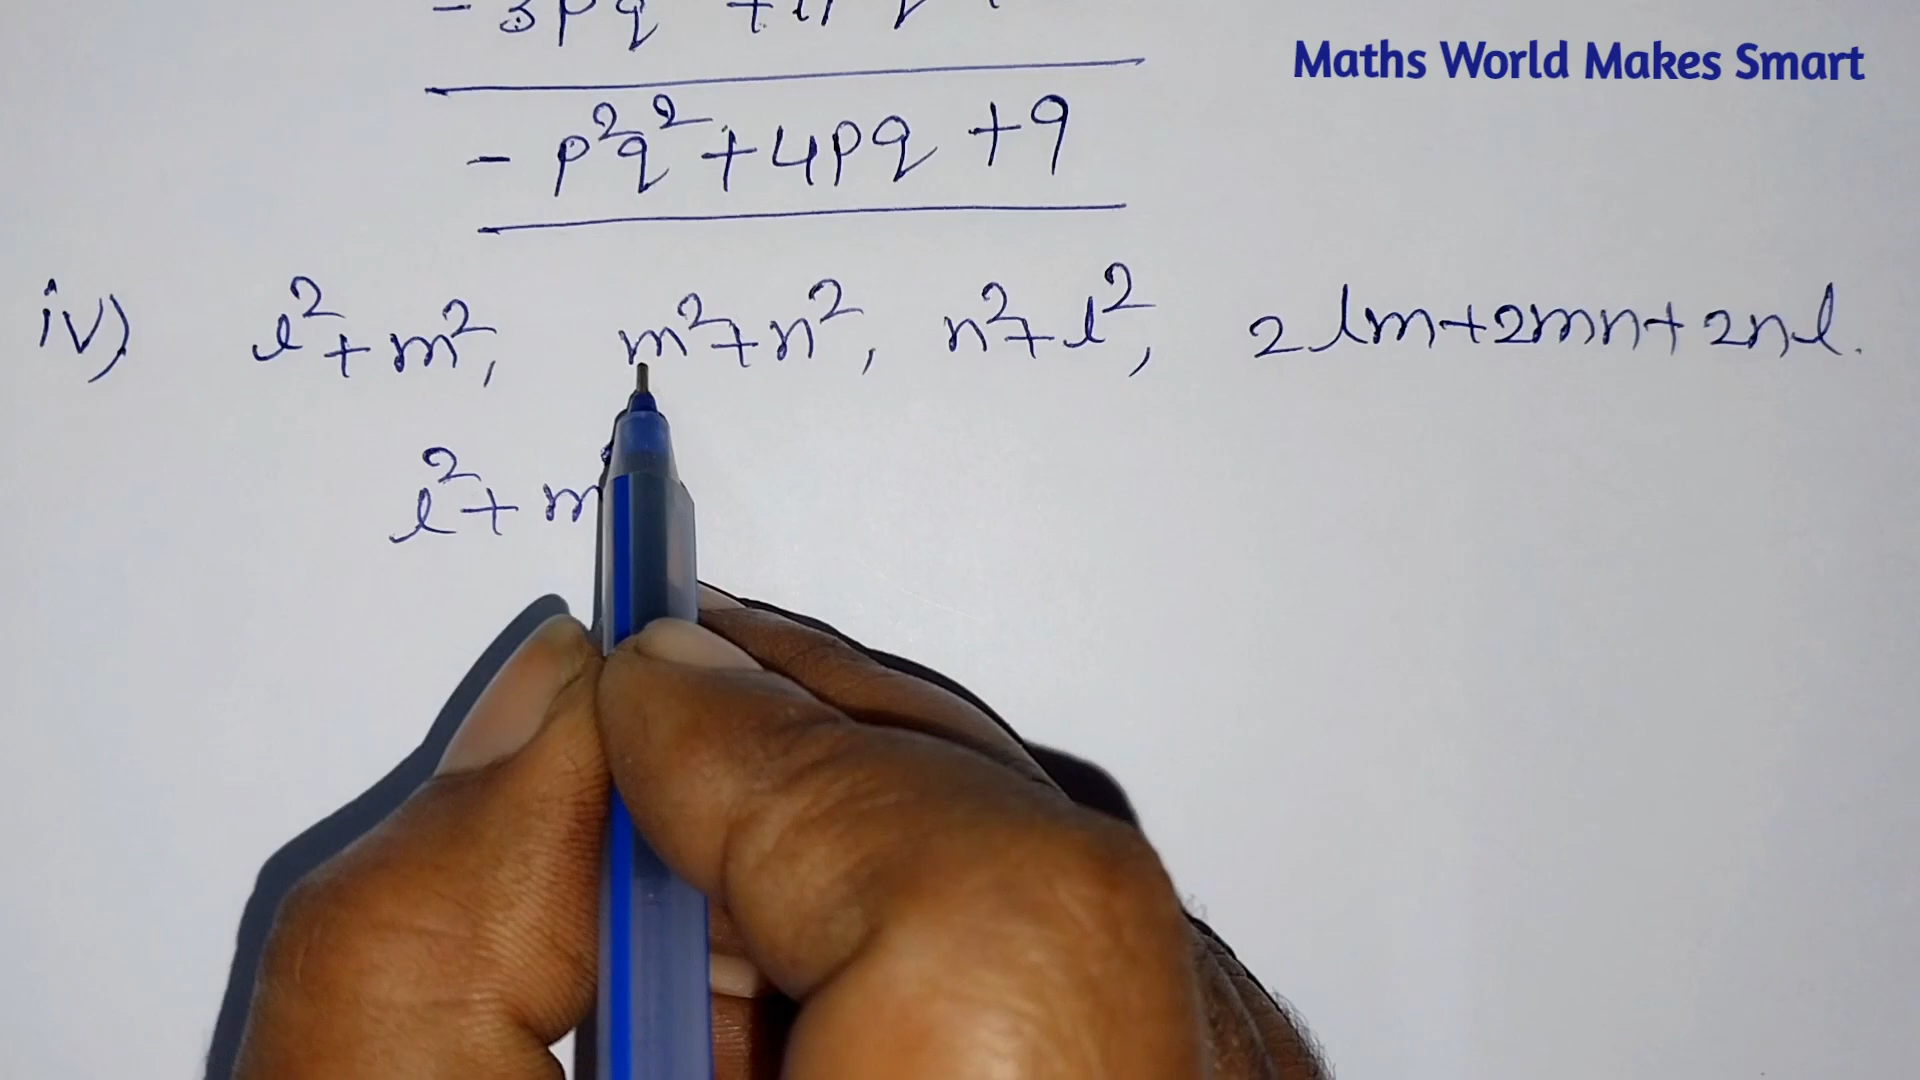 Maths World Makes Smart
- p²q² + 4pq + 9
iv) l² + m², m² + n², n² + l², 2lm + 2mn + 2nl.
l² + m